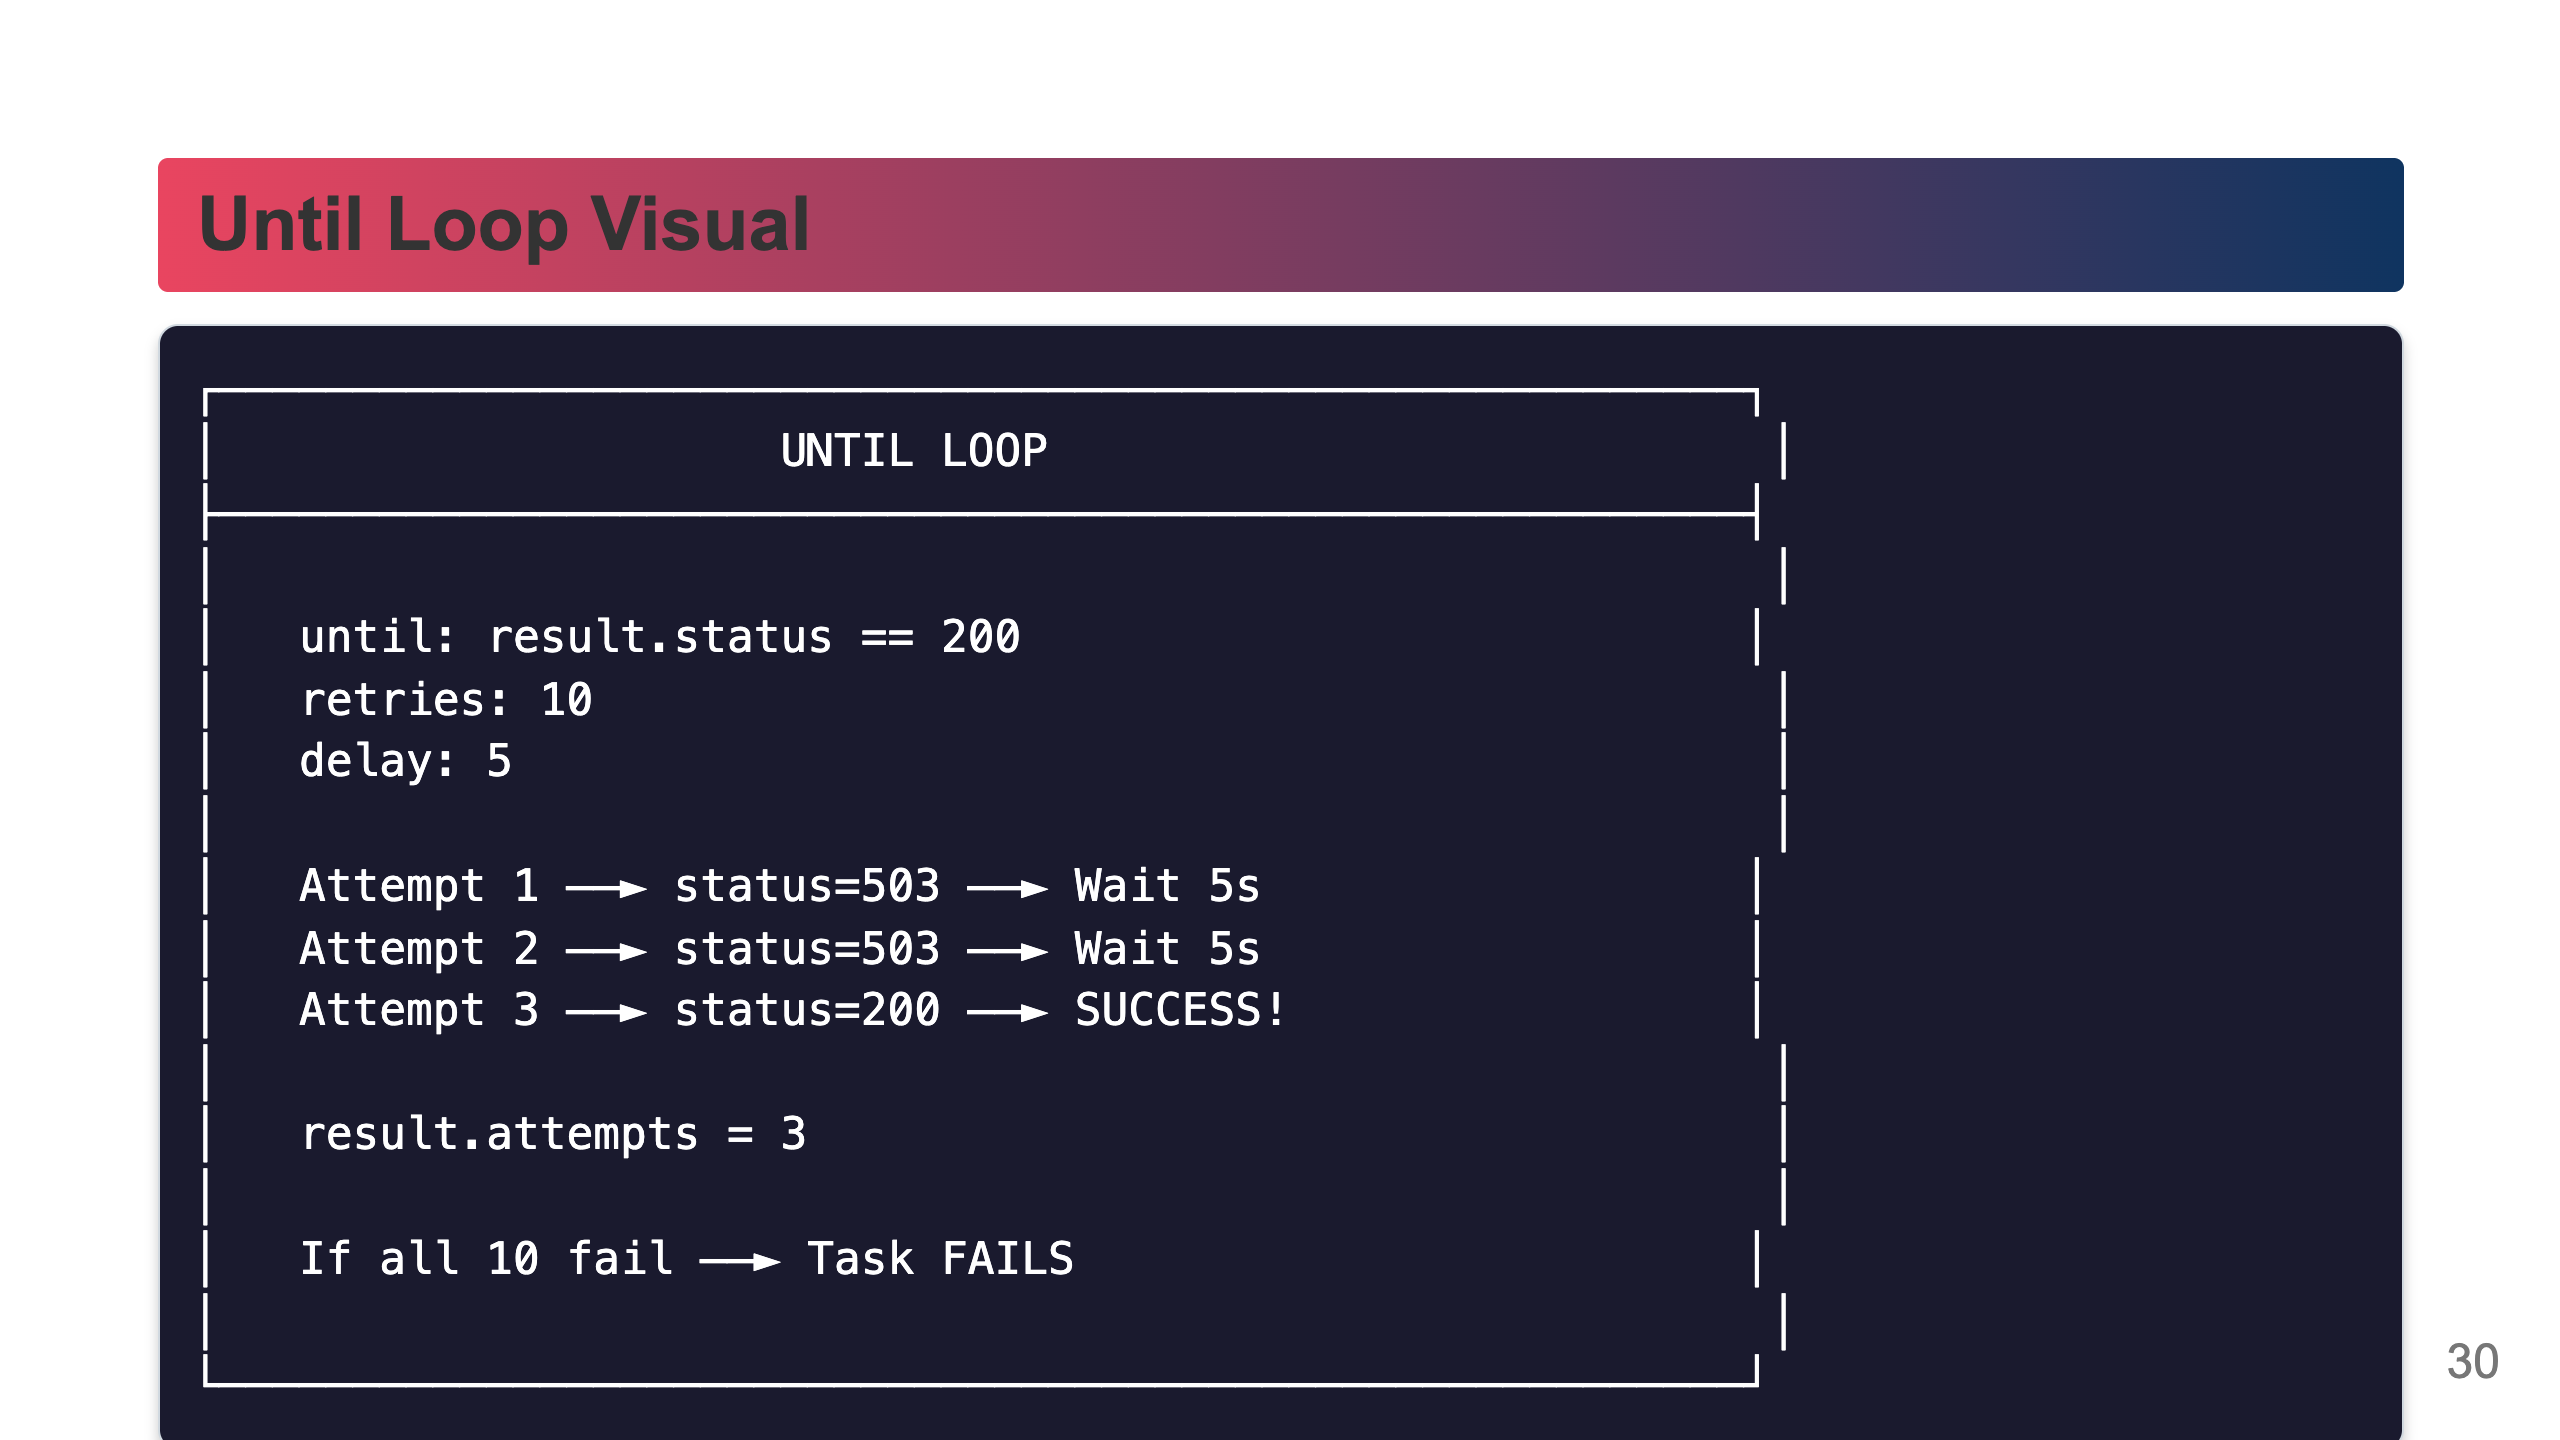 Until Loop Visual
UNTIL LOOP
until: result.status == 200
retries: 10
delay: 5
Attempt 1 ──► status=503 ──► Wait 5s
Attempt 2 ──► status=503 ──► Wait 5s
Attempt 3 ──► status=200 ──► SUCCESS!
result.attempts = 3
If all 10 fail ──► Task FAILS
30